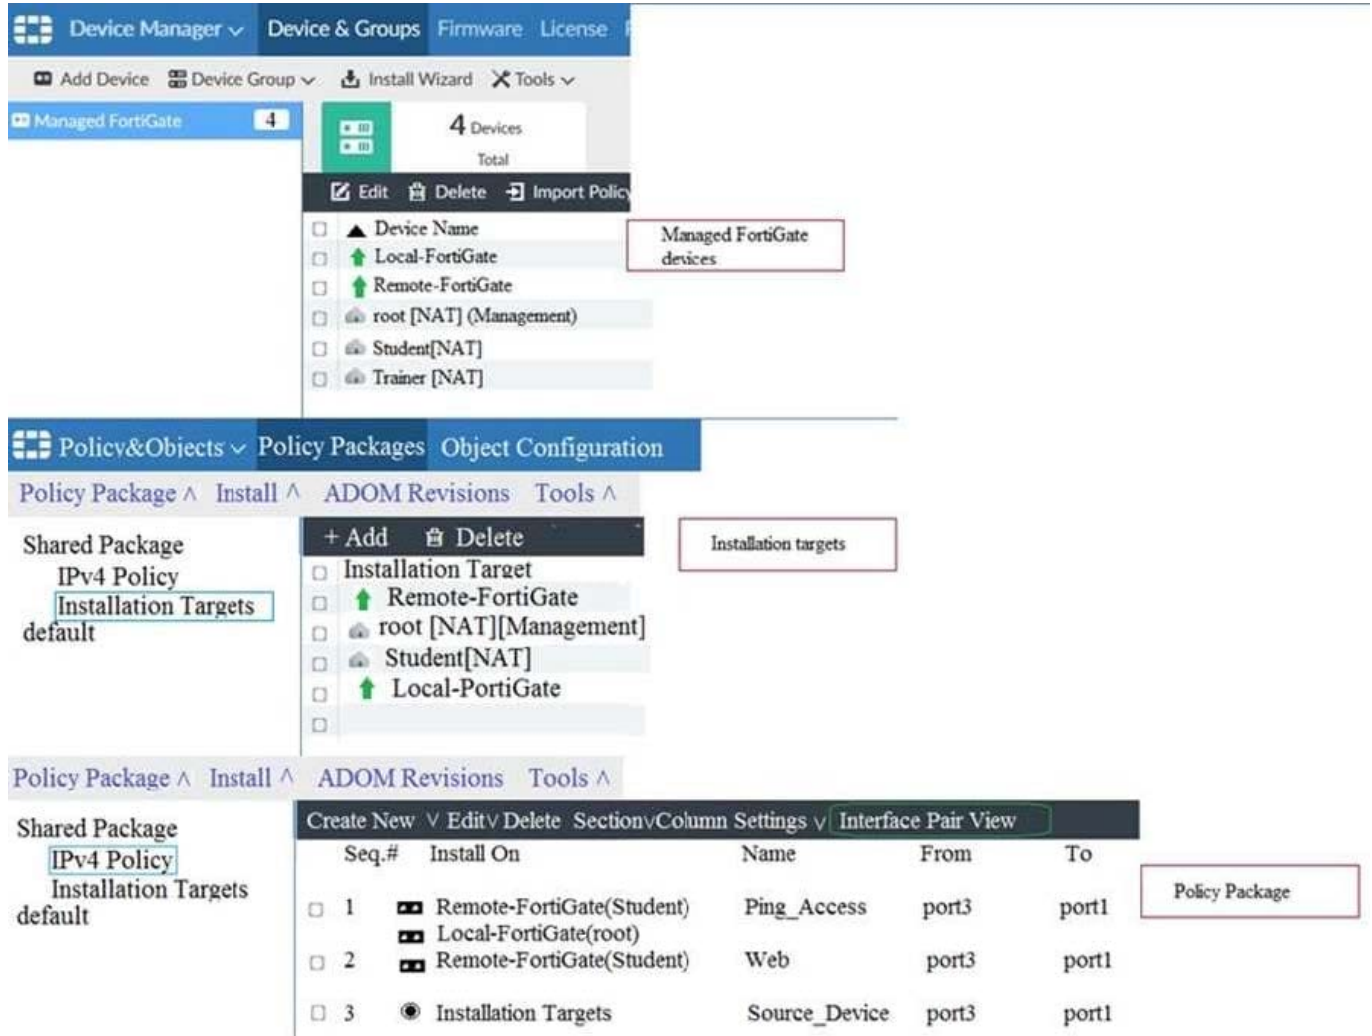 Device Manager Device & Groups Firmware License
Add Device Device Group Install Wizard Tools
Managed FortiGate 4
4 Devices
Total
Edit Delete Import Policy
Device Name
Local-FortiGate
Remote-FortiGate
root [NAT] (Management)
Student[NAT]
Trainer [NAT]
Managed FortiGate
devices
Policy&Objects Policy Packages Object Configuration
Policy Package ^ Install ^ ADOM Revisions Tools ^
Shared Package
IPv4 Policy
Installation Targets
default
+ Add Delete
Installation Target
Remote-FortiGate
root [NAT][Management]
Student[NAT]
Local-PortiGate
Installation targets
Policy Package ^ Install ^ ADOM Revisions Tools ^
Shared Package
IPv4 Policy
Installation Targets
default
Create New v Editv Delete SectionvColumn Settings v Interface Pair View
Seq.# Install On Name From To
1 Remote-FortiGate(Student) Ping_Access port3 port1
Local-FortiGate(root)
2 Remote-FortiGate(Student) Web port3 port1
3 Installation Targets Source_Device port3 port1
Policy Package